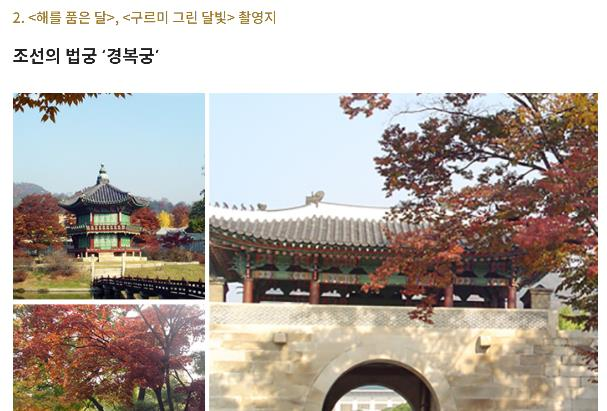 2. <해를 품은 달>, <구르미 그린 달빛> 촬영지
조선의 법궁 ‘경복궁’